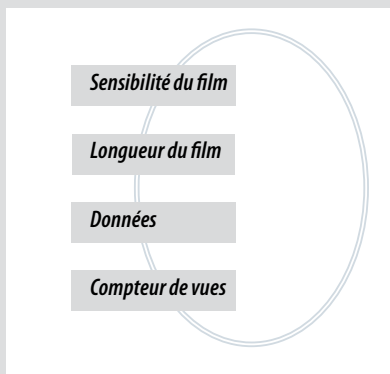 Sensibilité du film
Longueur du film
Données
Compteur de vues